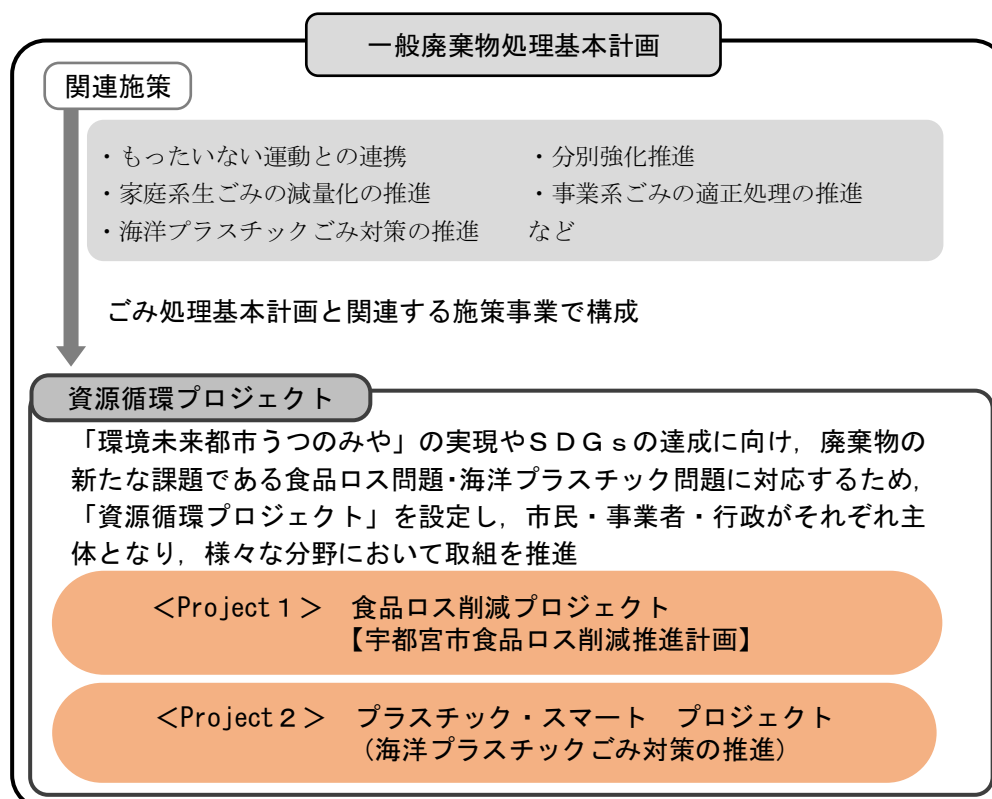 一般廃棄物処理基本計画
関連施策
・もったいない運動との連携　・分別強化推進
・家庭系生ごみの減量化の推進　・事業系ごみの適正処理の推進
・海洋プラスチックごみ対策の推進　など
ごみ処理基本計画と関連する施策事業で構成
資源循環プロジェクト
「環境未来都市うつのみや」の実現やＳＤＧｓの達成に向け，廃棄物の
新たな課題である食品ロス問題・海洋プラスチック問題に対応するため，
「資源循環プロジェクト」を設定し，市民・事業者・行政がそれぞれ主
体となり，様々な分野において取組を推進
＜Project１＞　食品ロス削減プロジェクト
【宇都宮市食品ロス削減推進計画】
＜Project２＞　プラスチック・スマート　プロジェクト
（海洋プラスチックごみ対策の推進）